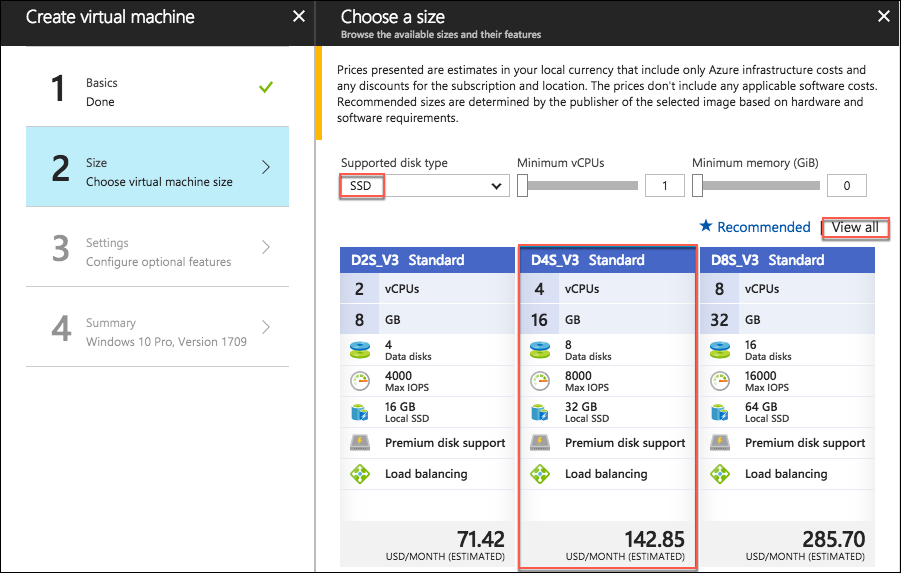 Create virtual machine
Choose a size
Browse the available sizes and their features
1
Basics
Done
2
Size
Choose virtual machine size
3
Settings
Configure optional features
4
Summary
Windows 10 Pro, Version 1709
Prices presented are estimates in your local currency that include only Azure infrastructure costs and
any discounts for the subscription and location. The prices don't include any applicable software costs.
Recommended sizes are determined by the publisher of the selected image based on hardware and
software requirements.
Supported disk type
SSD
Minimum vCPUs
1
Minimum memory (GiB)
0
Recommended
View all
D2S_V3 Standard
2 vCPUs
8 GB
4
Data disks
4000
Max IOPS
16 GB
Local SSD
Premium disk support
Load balancing
71.42
USD/MONTH (ESTIMATED)
D4S_V3 Standard
4 vCPUs
16 GB
8
Data disks
8000
Max IOPS
32 GB
Local SSD
Premium disk support
Load balancing
142.85
USD/MONTH (ESTIMATED)
D8S_V3 Standard
8 vCPUs
32 GB
16
Data disks
16000
Max IOPS
64 GB
Local SSD
Premium disk support
Load balancing
285.70
USD/MONTH (ESTIMATED)